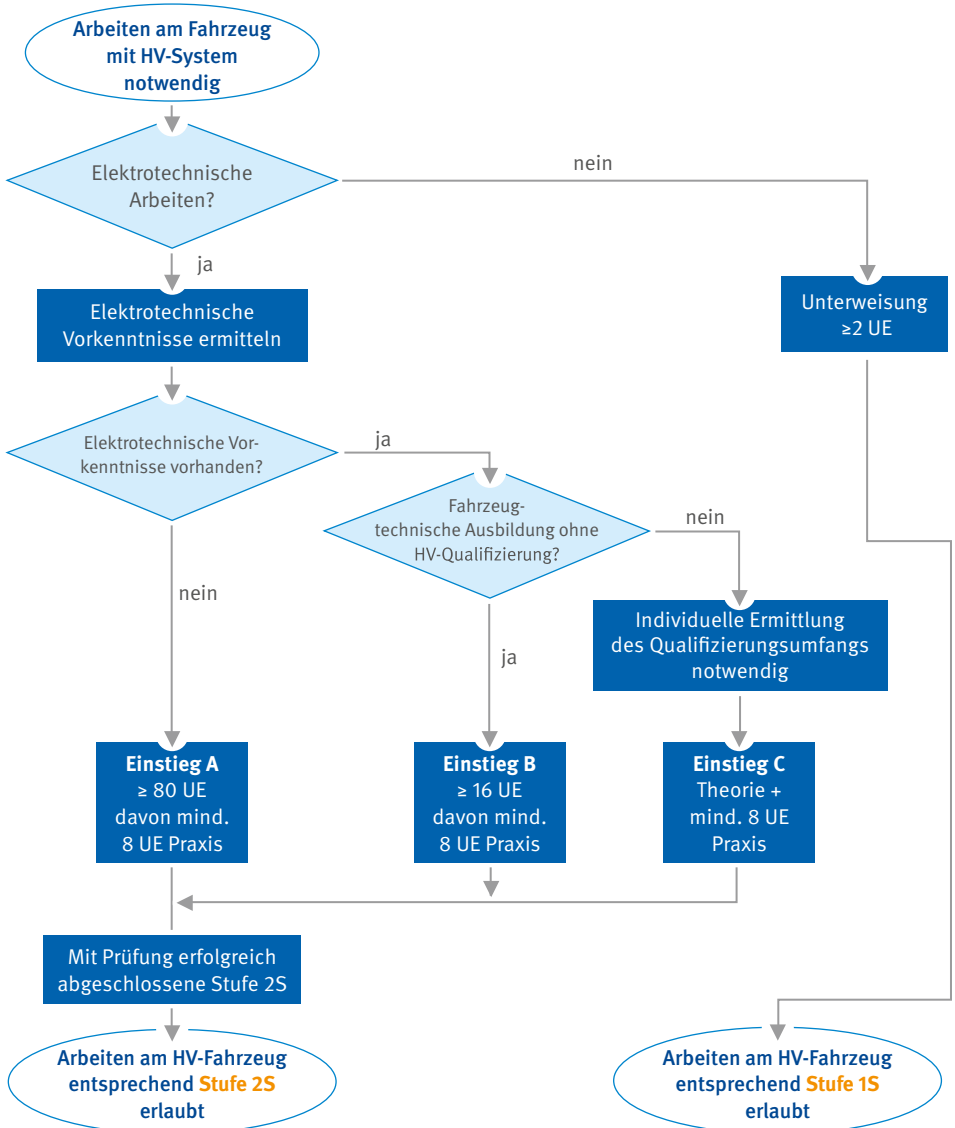 Arbeiten am Fahrzeug
mit HV-System
notwendig
Elektrotechnische
Arbeiten?
nein
ja
Elektrotechnische
Vorkenntnisse ermitteln
Unterweisung
≥2 UE
Elektrotechnische Vor-
kenntnisse vorhanden?
ja
Fahrzeug-
technische Ausbildung ohne
HV-Qualifizierung?
nein
nein
ja
Individuelle Ermittlung
des Qualifizierungsumfangs
notwendig
Einstieg A
≥ 80 UE
davon mind.
8 UE Praxis
Einstieg B
≥ 16 UE
davon mind.
8 UE Praxis
Einstieg C
Theorie +
mind. 8 UE
Praxis
Mit Prüfung erfolgreich
abgeschlossene Stufe 2S
Arbeiten am HV-Fahrzeug
entsprechend Stufe 2S
erlaubt
Arbeiten am HV-Fahrzeug
entsprechend Stufe 1S
erlaubt